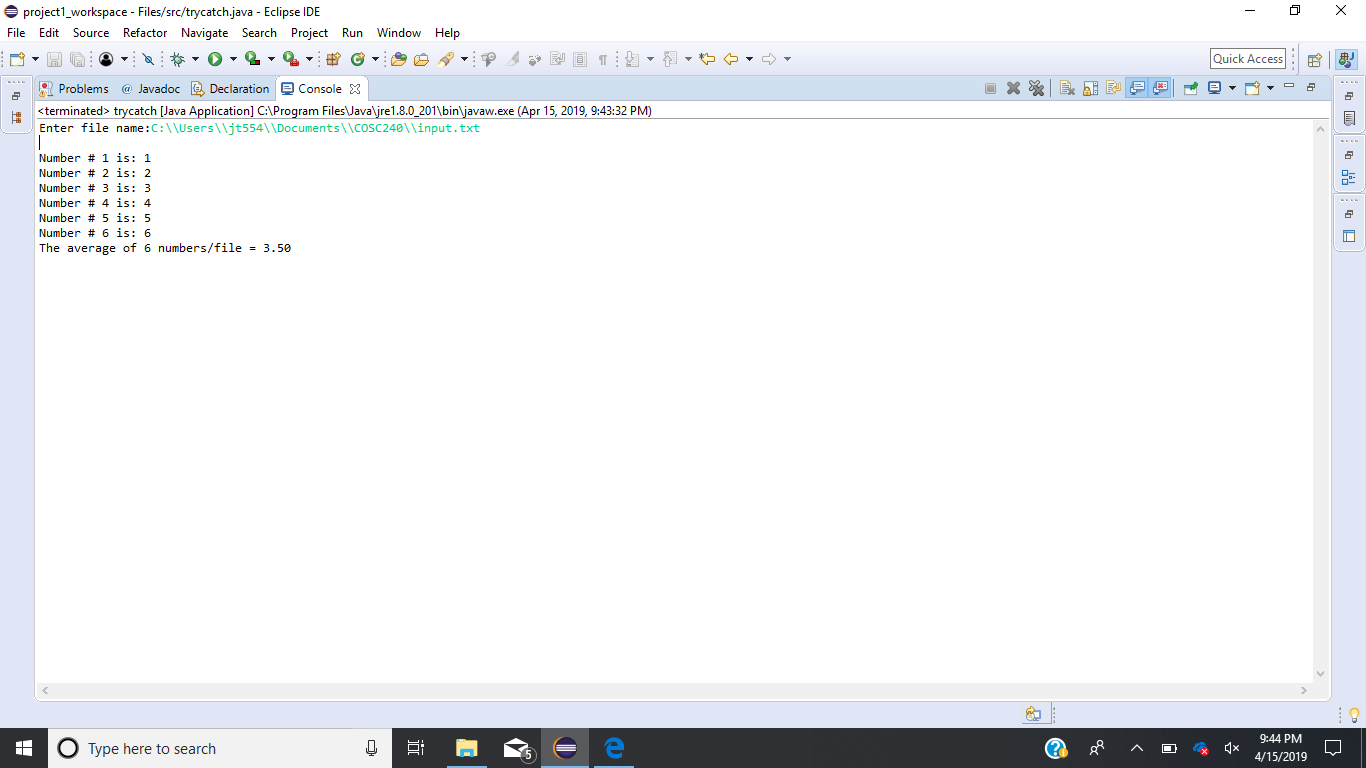 project1_workspace - Files/src/trycatch.java - Eclipse IDE
File Edit Source Refactor Navigate Search Project Run Window Help
Quick Access
Problems @ Javadoc Declaration Console
<terminated> trycatch [Java Application] C:\Program Files\Java\jre1.8.0_201\bin\javaw.exe (Apr 15, 2019, 9:43:32 PM)
Enter file name:C:\\Users\\jt554\\Documents\\COSC240\\input.txt
Number # 1 is: 1
Number # 2 is: 2
Number # 3 is: 3
Number # 4 is: 4
Number # 5 is: 5
Number # 6 is: 6
The average of 6 numbers/file = 3.50
Type here to search
5
9:44 PM
4/15/2019